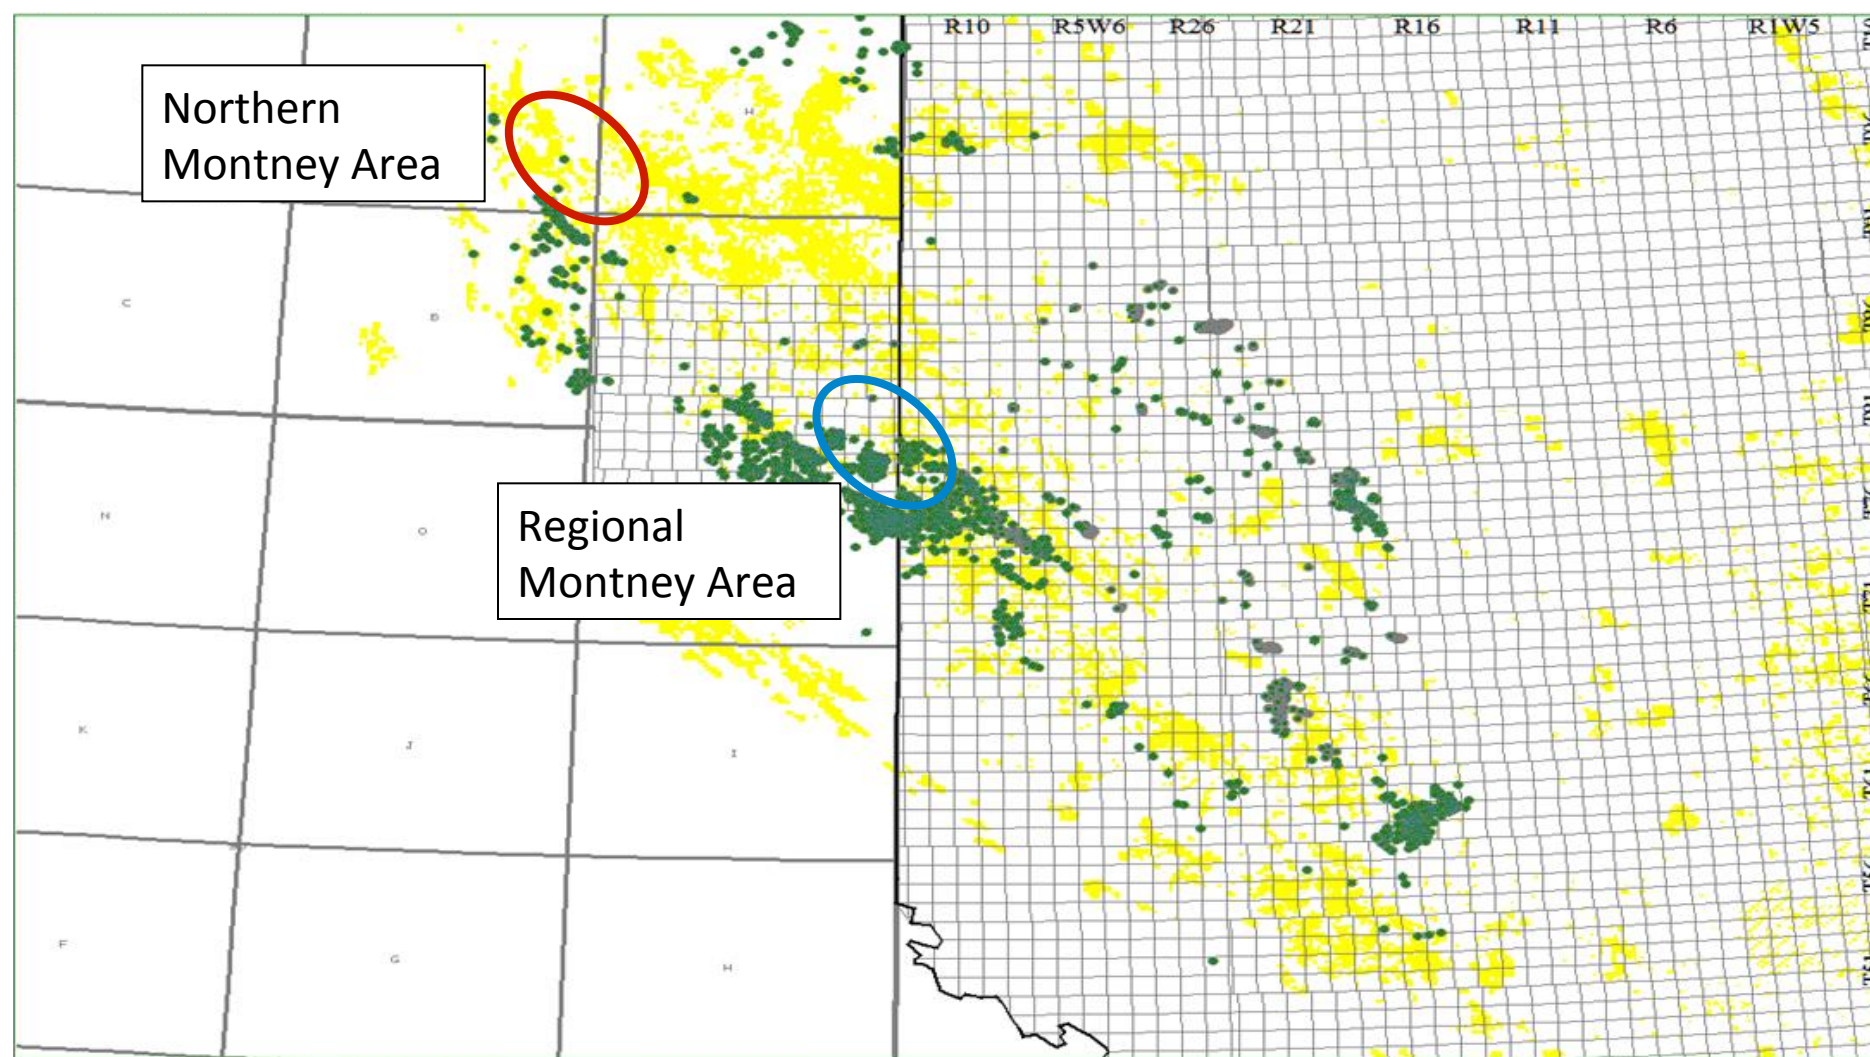 R10 R5W6 R26 R21 R16 R11 R6 R1W5
Northern
Montney Area
H
C
D
Regional
Montney Area
N
O
K
J
I
F
G
H